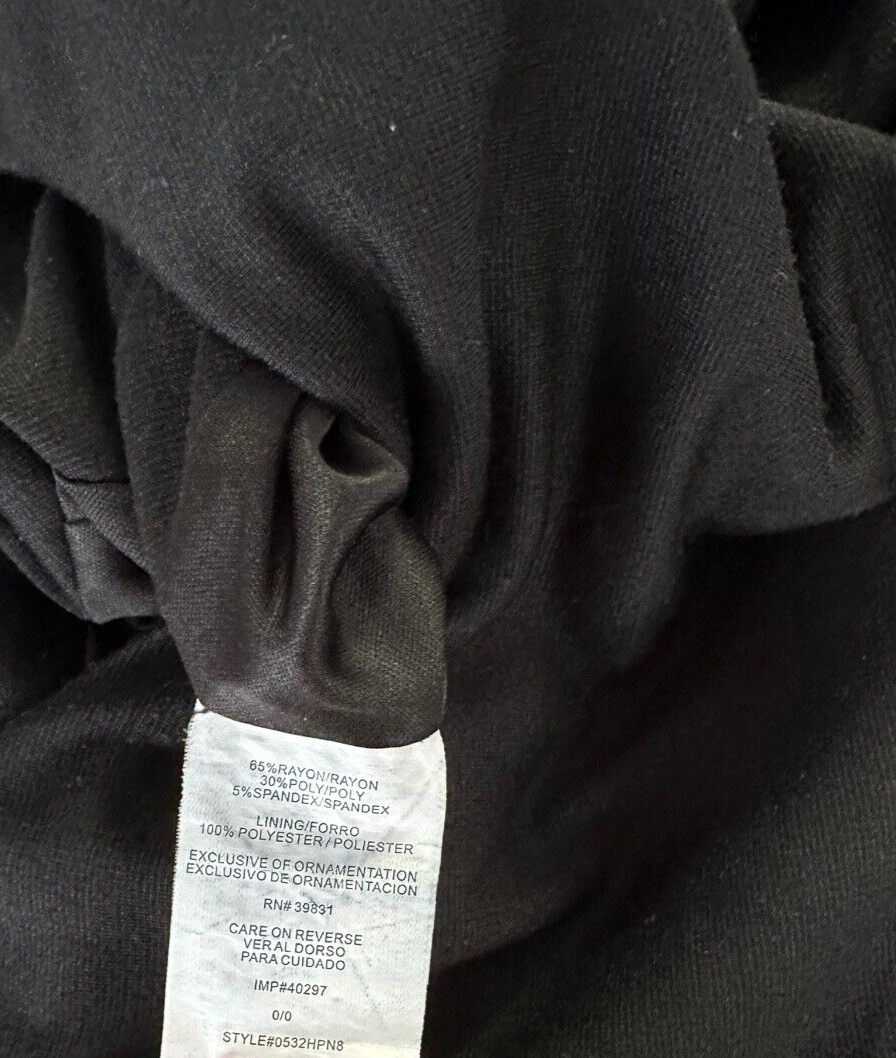 65%RAYON/RAYON
30%POLY/POLY
5%SPANDEX/SPANDEX
LINING/FORRO
100% POLYESTER / POLIESTER
EXCLUSIVE OF ORNAMENTATION
EXCLUSIVO DE ORNAMENTACION
RN# 39831
CARE ON REVERSE
VER AL DORSO
PARA CUIDADO
IMP#40297
0/0
STYLE#0532HPN8